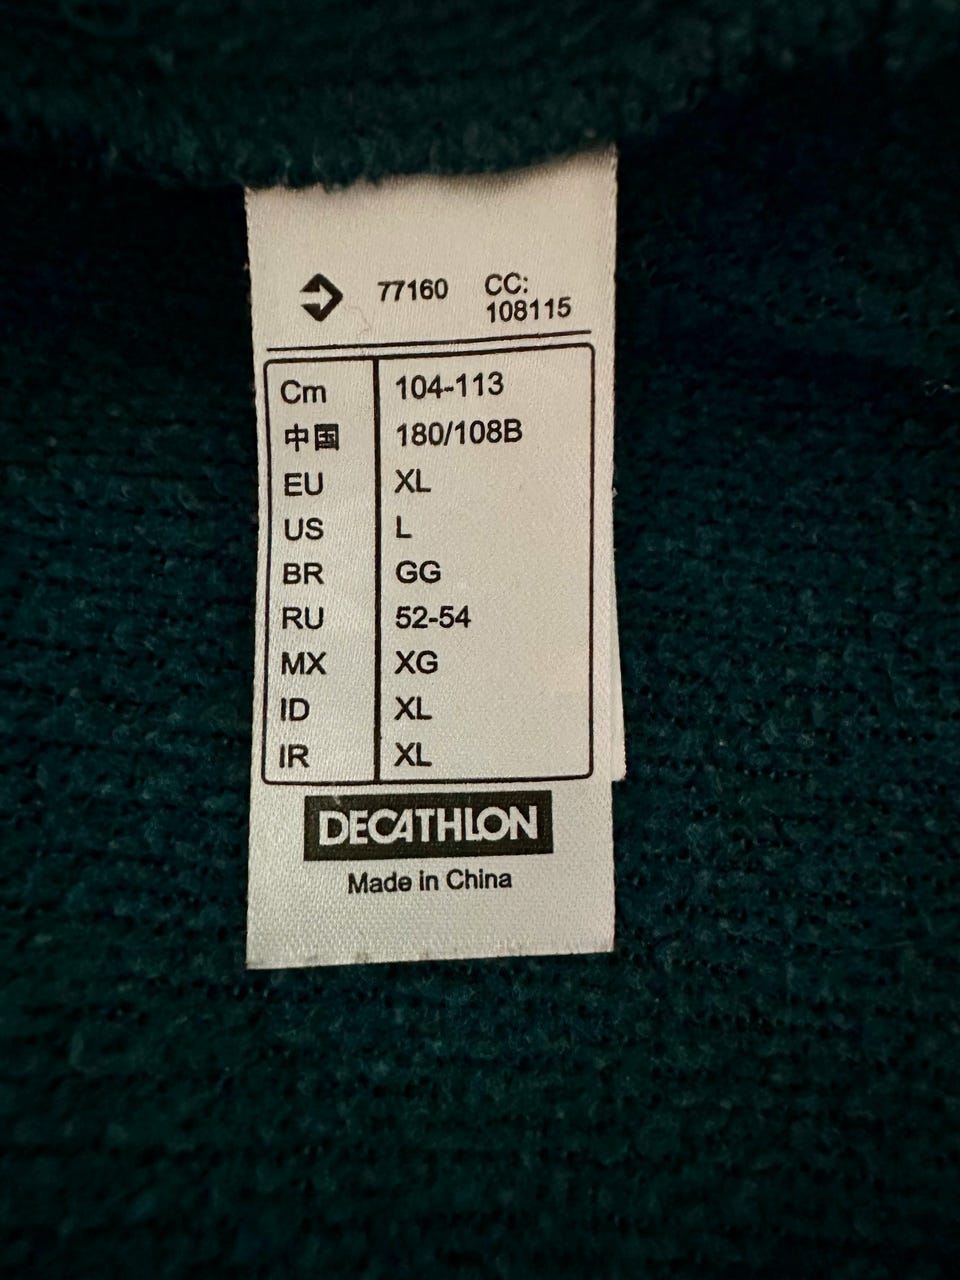 77160 CC:
108115
Cm 104-113
中国 180/108B
EU XL
US L
BR GG
RU 52-54
MX XG
ID XL
IR XL
DECATHLON
Made in China